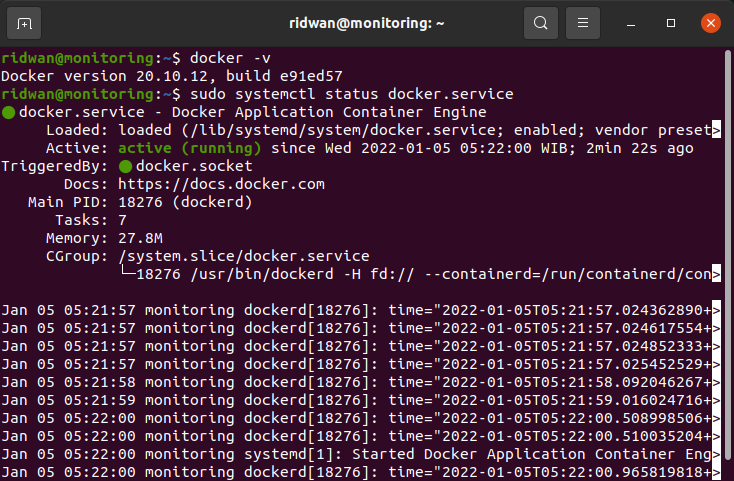 ridwan@monitoring: ~
ridwan@monitoring:~$ docker -v
Docker version 20.10.12, build e91ed57
ridwan@monitoring:~$ sudo systemctl status docker.service
● docker.service - Docker Application Container Engine
     Loaded: loaded (/lib/systemd/system/docker.service; enabled; vendor preset>
     Active: active (running) since Wed 2022-01-05 05:22:00 WIB; 2min 22s ago
TriggeredBy: ● docker.socket
       Docs: https://docs.docker.com
   Main PID: 18276 (dockerd)
      Tasks: 7
     Memory: 27.8M
     CGroup: /system.slice/docker.service
             └─18276 /usr/bin/dockerd -H fd:// --containerd=/run/containerd/con>
Jan 05 05:21:57 monitoring dockerd[18276]: time="2022-01-05T05:21:57.024362890+>
Jan 05 05:21:57 monitoring dockerd[18276]: time="2022-01-05T05:21:57.024617554+>
Jan 05 05:21:57 monitoring dockerd[18276]: time="2022-01-05T05:21:57.024852333+>
Jan 05 05:21:57 monitoring dockerd[18276]: time="2022-01-05T05:21:57.025452529+>
Jan 05 05:21:58 monitoring dockerd[18276]: time="2022-01-05T05:21:58.092046267+>
Jan 05 05:21:59 monitoring dockerd[18276]: time="2022-01-05T05:21:59.016024716+>
Jan 05 05:22:00 monitoring dockerd[18276]: time="2022-01-05T05:22:00.508998506+>
Jan 05 05:22:00 monitoring dockerd[18276]: time="2022-01-05T05:22:00.510035204+>
Jan 05 05:22:00 monitoring systemd[1]: Started Docker Application Container Eng>
Jan 05 05:22:00 monitoring dockerd[18276]: time="2022-01-05T05:22:00.965819818+>